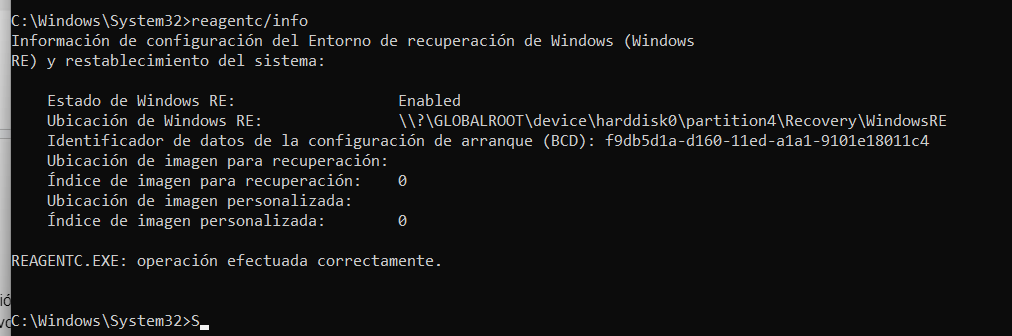 C:\Windows\System32>reagentc/info
Información de configuración del Entorno de recuperación de Windows (Windows
RE) y restablecimiento del sistema:
Estado de Windows RE: Enabled
Ubicación de Windows RE: \\?\GLOBALROOT\device\harddisk0\partition4\Recovery\WindowsRE
Identificador de datos de la configuración de arranque (BCD): f9db5d1a-d160-11ed-a1a1-9101e18011c4
Ubicación de imagen para recuperación:
Índice de imagen para recuperación: 0
Ubicación de imagen personalizada:
Índice de imagen personalizada: 0
REAGENTC.EXE: operación efectuada correctamente.
C:\Windows\System32>S